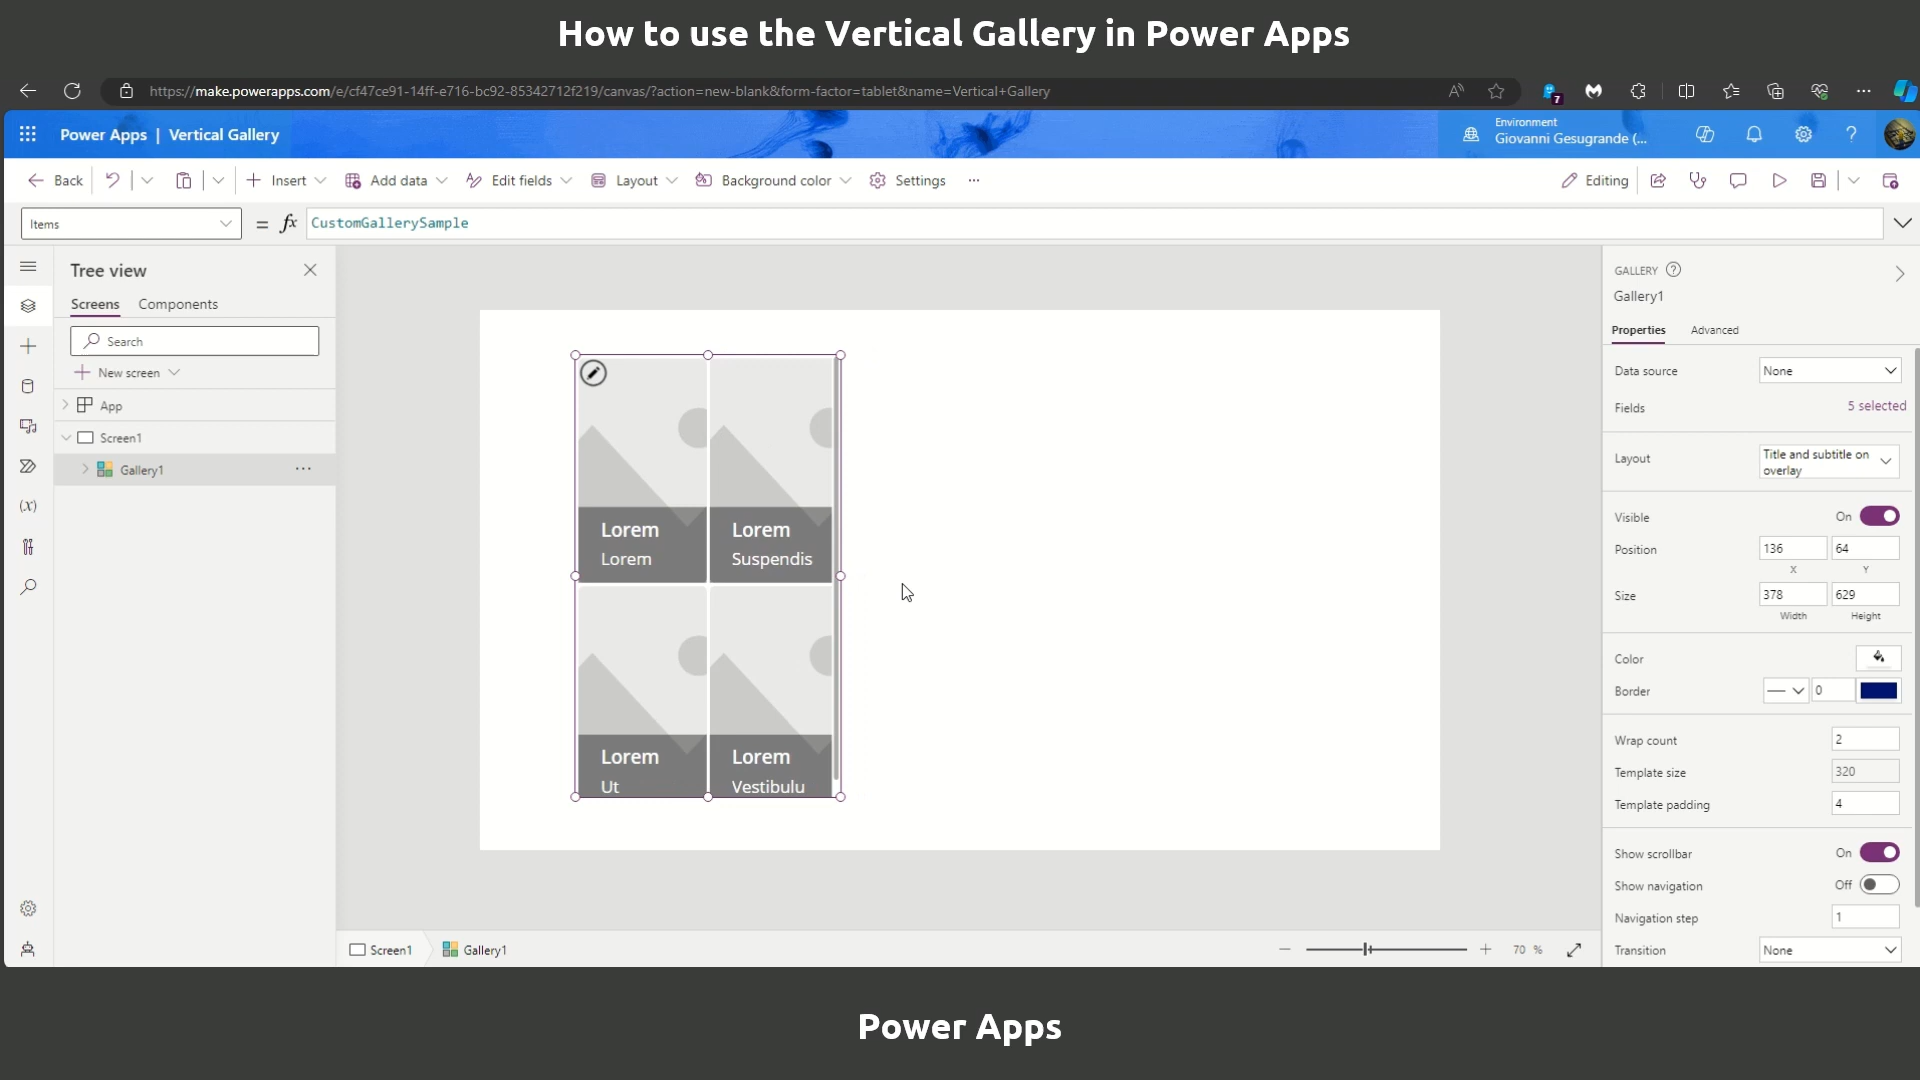 How to use the Vertical Gallery in Power Apps
https://make.powerapps.com/e/cf47ce91-14ff-e716-bc92-85342712f219/canvas/?action=new-blank&form-factor=tablet&name=Vertical+Gallery
7
Power Apps | Vertical Gallery
Environment
Giovanni Gesugrande (...
Back
Insert
Add data
Edit fields
Layout
Background color
Settings
Editing
Items
= fx CustomGallerySample
Tree view
Screens Components
Search
New screen
App
Screen1
Gallery1
Lorem
Lorem
Lorem
Suspendis
Lorem
Ut
Lorem
Vestibulu
GALLERY
Gallery1
Properties Advanced
Data source None
Fields 5 selected
Layout Title and subtitle on
overlay
Visible On
Position 136 64
X Y
Size 378 629
Width Height
Color
Border 0
Wrap count 2
Template size 320
Template padding 4
Show scrollbar On
Show navigation Off
Navigation step 1
Transition None
Screen1 Gallery1
70 %
Power Apps